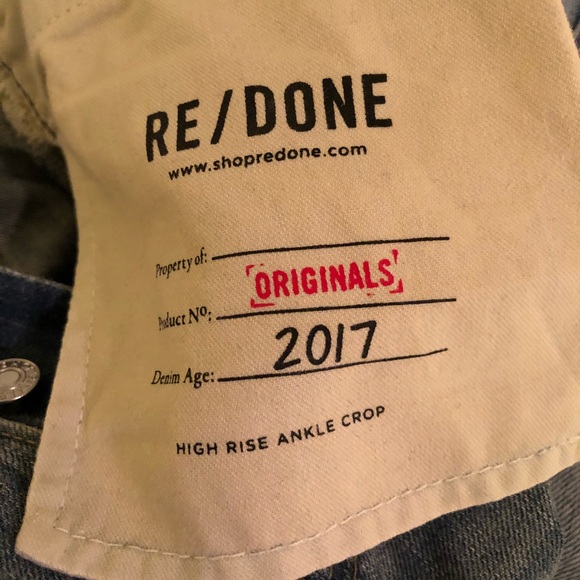 RE/DONE
www.shopredone.com
Property of:
ORIGINALS
Product No:
2017
Denim Age:
HIGH RISE ANKLE CROP